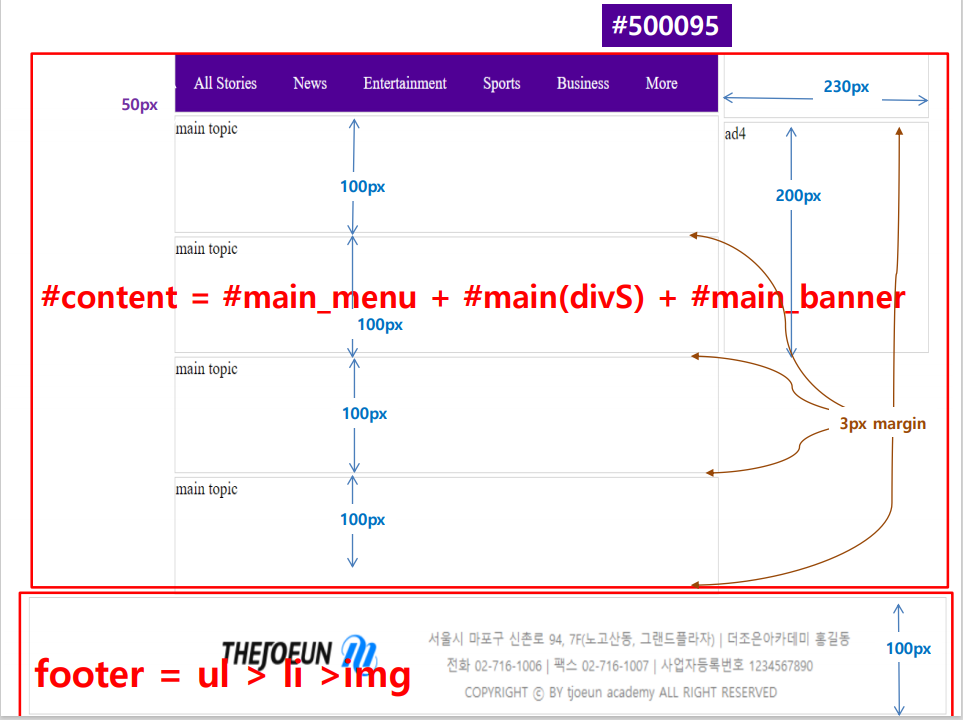 #500095
All Stories News Entertainment Sports Business More
230px
50px
main topic
ad4
100px
200px
main topic
#content = #main_menu + #main(divS) + #main_banner
100px
main topic
100px
3px margin
main topic
100px
서울시 마포구 신촌로 94, 7F(노고산동, 그랜드플라자) | 더조은아카데미 홍길동
THEJOEUN
100px
전화 02-716-1006 | 팩스 02-716-1007 | 사업자등록번호 1234567890
footer = ul > li >img
COPYRIGHT ⓒ BY tjoeun academy ALL RIGHT RESERVED